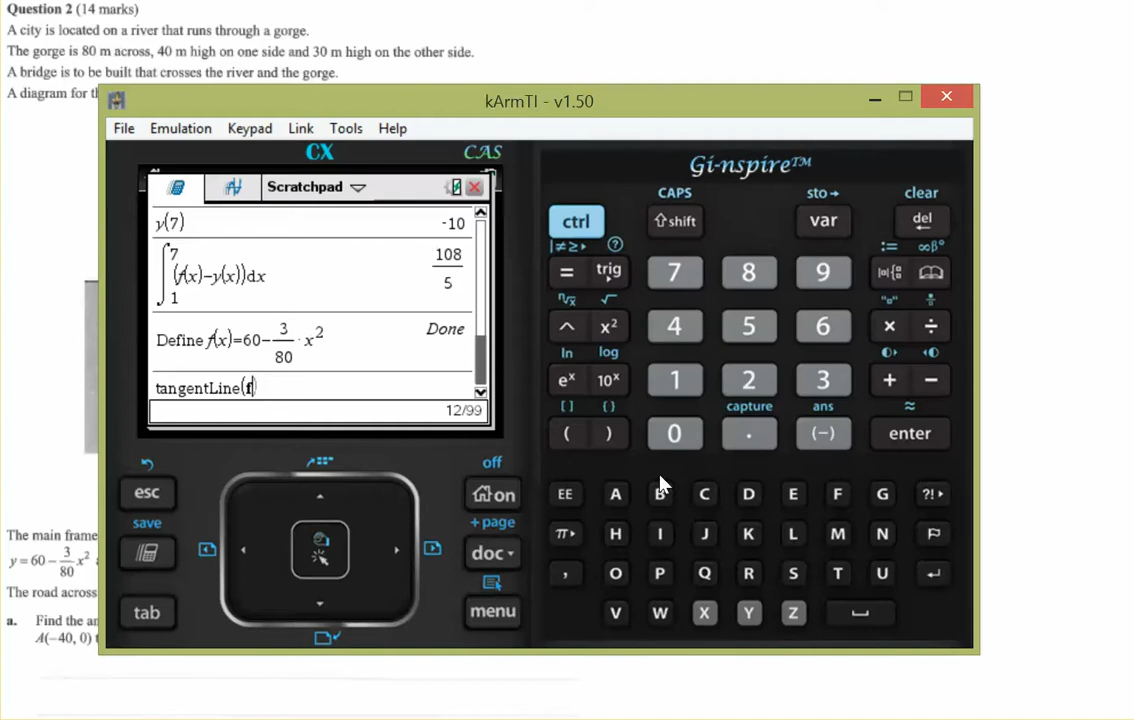 Question 2 (14 marks)
A city is located on a river that runs through a gorge.
The gorge is 80 m across, 40 m high on one side and 30 m high on the other side.
A bridge is to be built that crosses the river and the gorge.
A diagram for th
kArmTI - v1.50
File Emulation Keypad Link Tools Help
CX CAS
Scratchpad
y(7) -10
∫₁⁷ (f(x)-y(x))dx 108/5
Define f(x)=60-3/80·x² Done
tangentLine(f)
12/99
Gi-nspire™
CAPS sto→ clear
ctrl ⇧shift var del
|≠≥▸ ? := ∞β°
= trig 7 8 9
ⁿ√x √ "□"
^ x² 4 5 6 × ÷
ln log
eˣ 10ˣ 1 2 3 + −
[ ] { } capture ans ≈
( ) 0 . (−) enter
off
esc on
save + page
doc▾
tab menu
EE A B C D E F G ?!▸
π▸ H I J K L M N
, O P Q R S T U
V W X Y Z
The main frame
y = 60 − 3/80 x²
The road across
a. Find the an
A(−40, 0) t